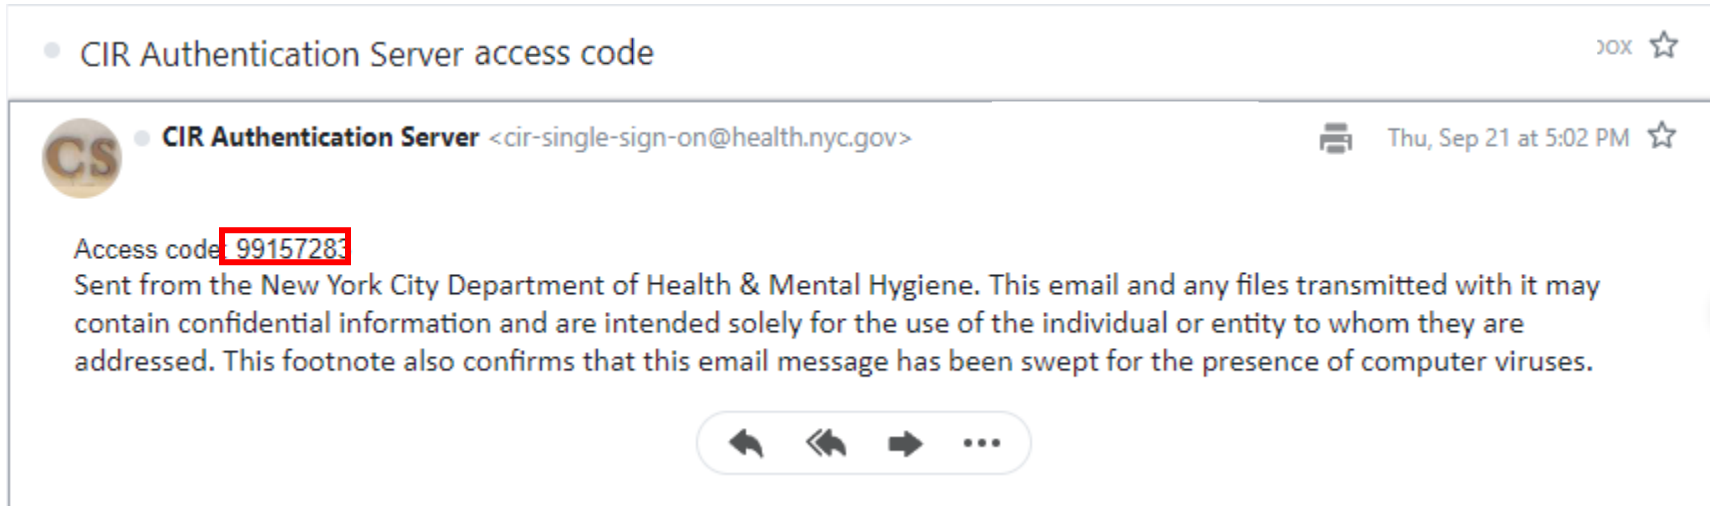 CIR Authentication Server access code
box
CS
CIR Authentication Server <cir-single-sign-on@health.nyc.gov>
Thu, Sep 21 at 5:02 PM
Access code: 99157283
Sent from the New York City Department of Health & Mental Hygiene. This email and any files transmitted with it may
contain confidential information and are intended solely for the use of the individual or entity to whom they are
addressed. This footnote also confirms that this email message has been swept for the presence of computer viruses.